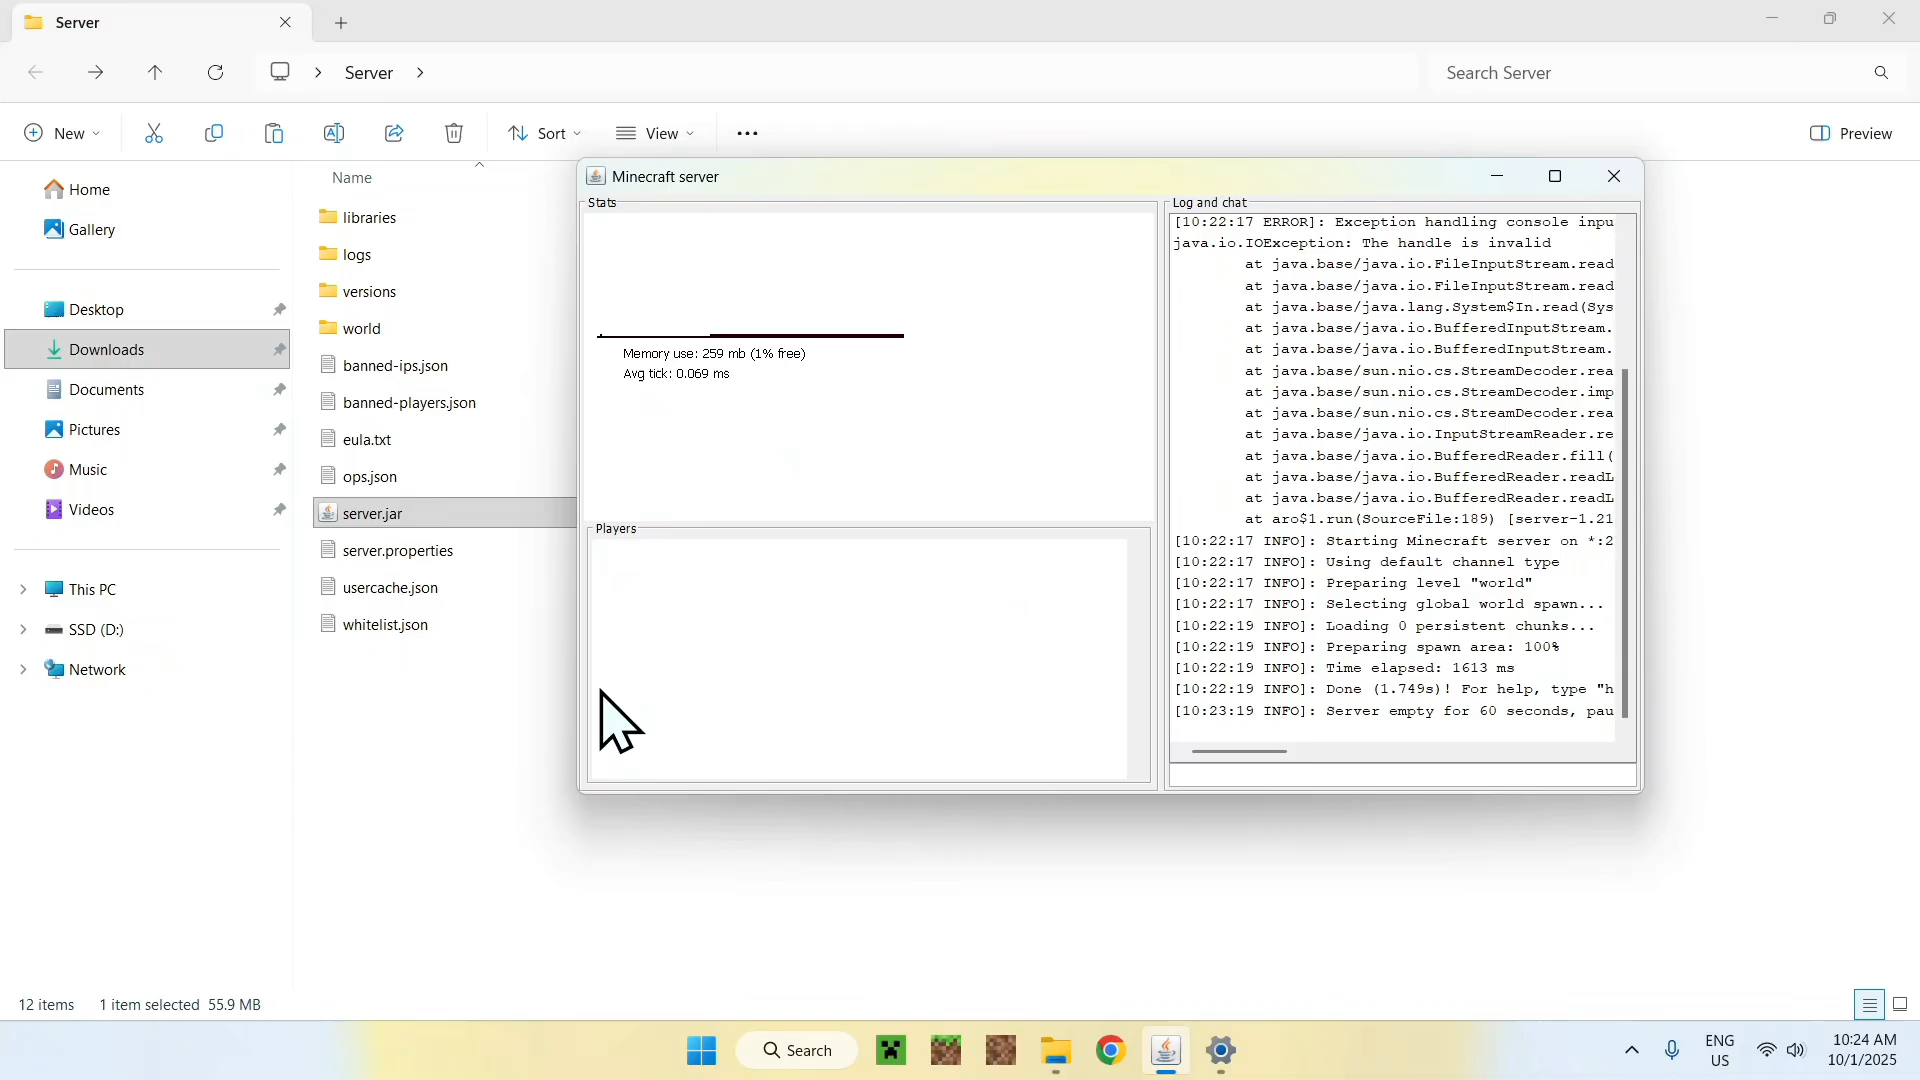 Server
Server
Search Server
New
Sort
View
Preview
Home
Gallery
Desktop
Downloads
Documents
Pictures
Music
Videos
This PC
SSD (D:)
Network
Name
libraries
logs
versions
world
banned-ips.json
banned-players.json
eula.txt
ops.json
server.jar
server.properties
usercache.json
whitelist.json
Minecraft server
Stats
Memory use: 259 mb (1% free)
Avg tick: 0.069 ms
Players
Log and chat
[10:22:17 ERROR]: Exception handling console inpu
java.io.IOException: The handle is invalid
at java.base/java.io.FileInputStream.read
at java.base/java.io.FileInputStream.read
at java.base/java.lang.System$In.read(Sys
at java.base/java.io.BufferedInputStream.
at java.base/java.io.BufferedInputStream.
at java.base/sun.nio.cs.StreamDecoder.rea
at java.base/sun.nio.cs.StreamDecoder.imp
at java.base/sun.nio.cs.StreamDecoder.rea
at java.base/java.io.InputStreamReader.re
at java.base/java.io.BufferedReader.fill(
at java.base/java.io.BufferedReader.readL
at java.base/java.io.BufferedReader.readL
at aro$1.run(SourceFile:189) [server-1.21
[10:22:17 INFO]: Starting Minecraft server on *:2
[10:22:17 INFO]: Using default channel type
[10:22:17 INFO]: Preparing level "world"
[10:22:17 INFO]: Selecting global world spawn...
[10:22:19 INFO]: Loading 0 persistent chunks...
[10:22:19 INFO]: Preparing spawn area: 100%
[10:22:19 INFO]: Time elapsed: 1613 ms
[10:22:19 INFO]: Done (1.749s)! For help, type "h
[10:23:19 INFO]: Server empty for 60 seconds, pau
12 items 1 item selected 55.9 MB
Search
ENG
US
10:24 AM
10/1/2025